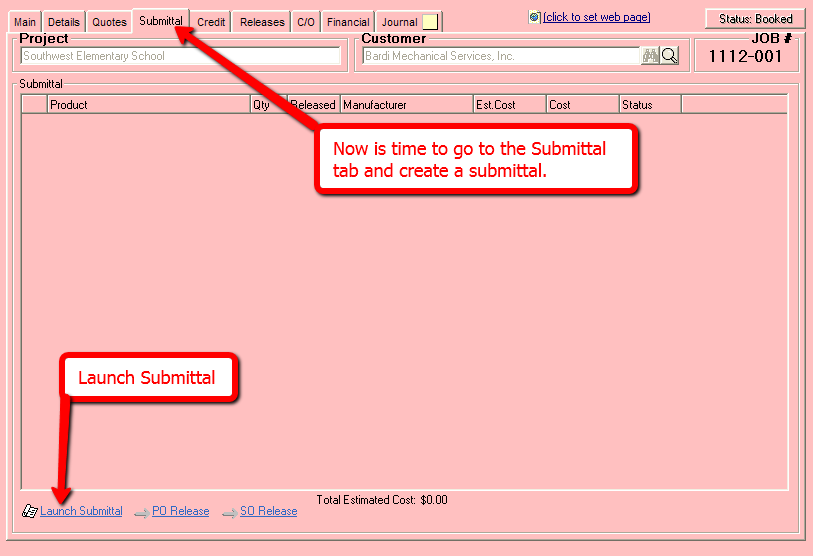 Main Details Quotes Submittal Credit Releases C/O Financial Journal [click to set web page] Status: Booked
Project Customer JOB #
Southwest Elementary School Bardi Mechanical Services, Inc. 1112-001
Submittal
Product Qty Released Manufacturer Est.Cost Cost Status
Now is time to go to the Submittal
tab and create a submittal.
Launch Submittal
Total Estimated Cost: $0.00
Launch Submittal PO Release SO Release